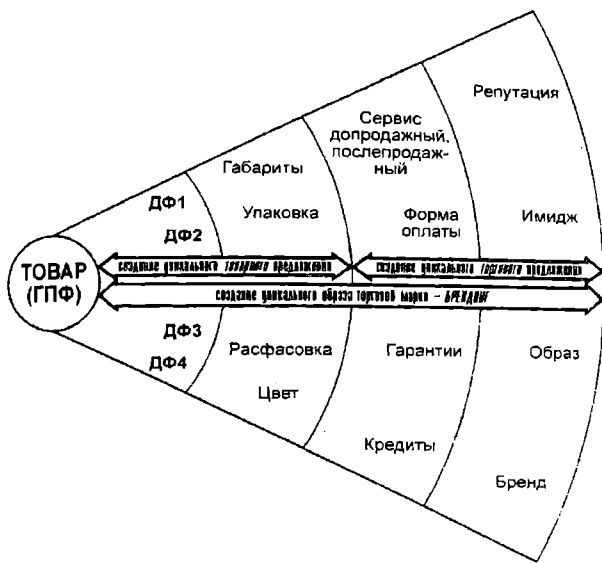 Репутация
Сервис
допродажный,
послепродаж-
ный
Габариты
ДФ1
Упаковка
Форма
оплаты
Имидж
ДФ2
ТОВАР
(ГПФ)
создание уникального товарного предложения
создание уникального торгового предложения
создание уникального образа торговой марки – БРЕНДИНГ
ДФ3
Расфасовка
Гарантии
Образ
ДФ4
Цвет
Кредиты
Бренд